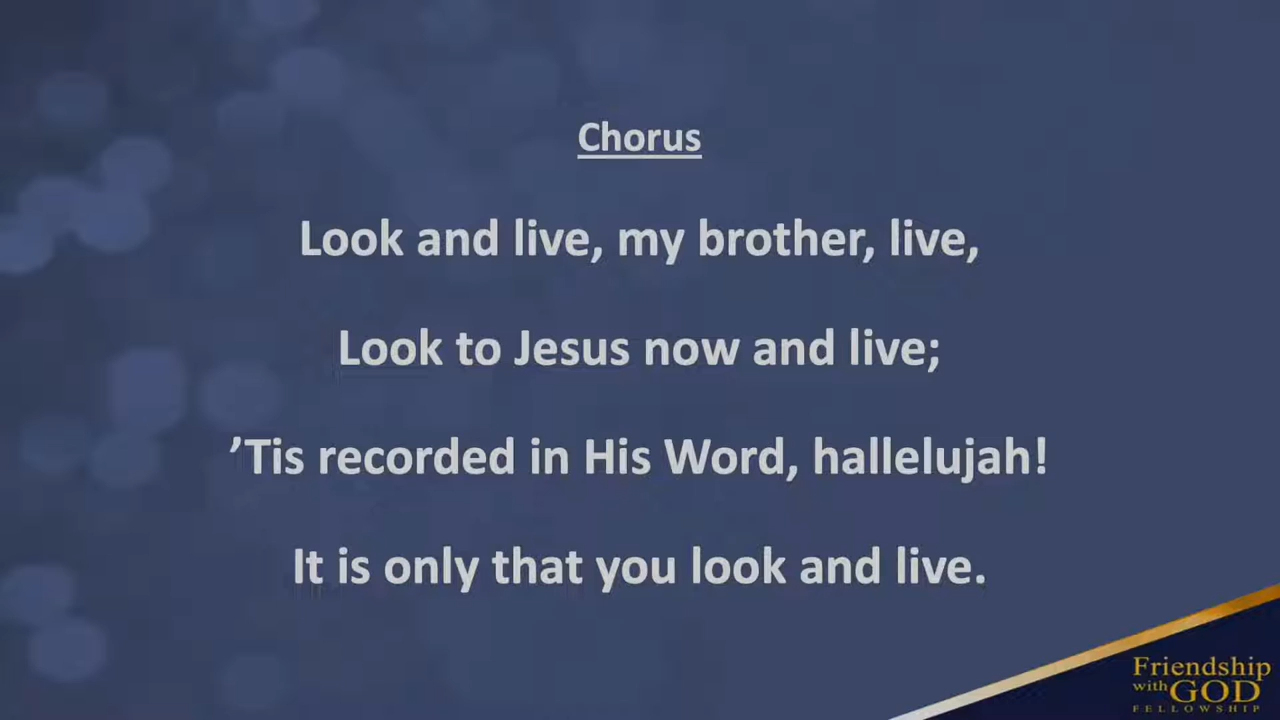 Chorus
Look and live, my brother, live,
Look to Jesus now and live;
’Tis recorded in His Word, hallelujah!
It is only that you look and live.
Friendship
with GOD
FELLOWSHIP